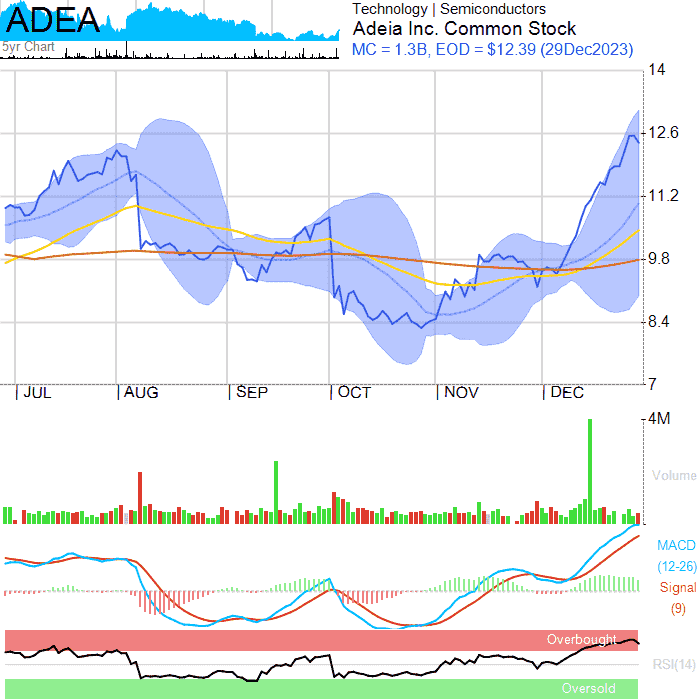 ADEA
5yr Chart
Technology | Semiconductors
Adeia Inc. Common Stock
MC = 1.3B, EOD = $12.39 (29Dec2023)
14
12.6
11.2
9.8
8.4
7
| JUL | AUG | SEP | OCT | NOV | DEC
4M
Volume
MACD
(12-26)
Signal
(9)
Overbought
RSI(14)
Oversold